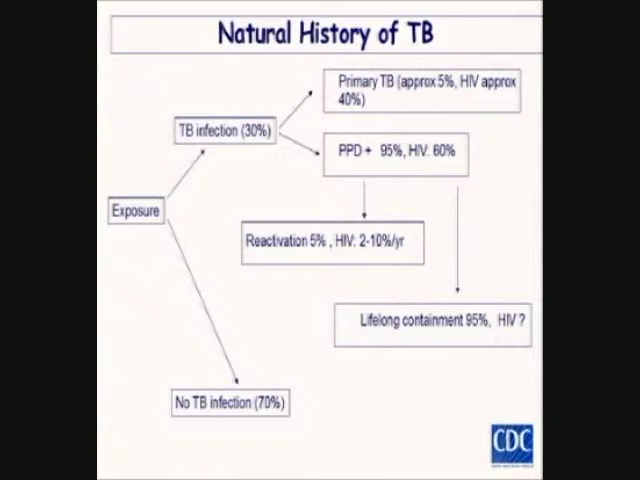 Natural History of TB
Primary TB (approx 5%, HIV approx
40%)
TB infection (30%)
PPD + 95%, HIV: 60%
Exposure
Reactivation 5% , HIV: 2-10%/yr
Lifelong containment 95%, HIV ?
No TB infection (70%)
CDC